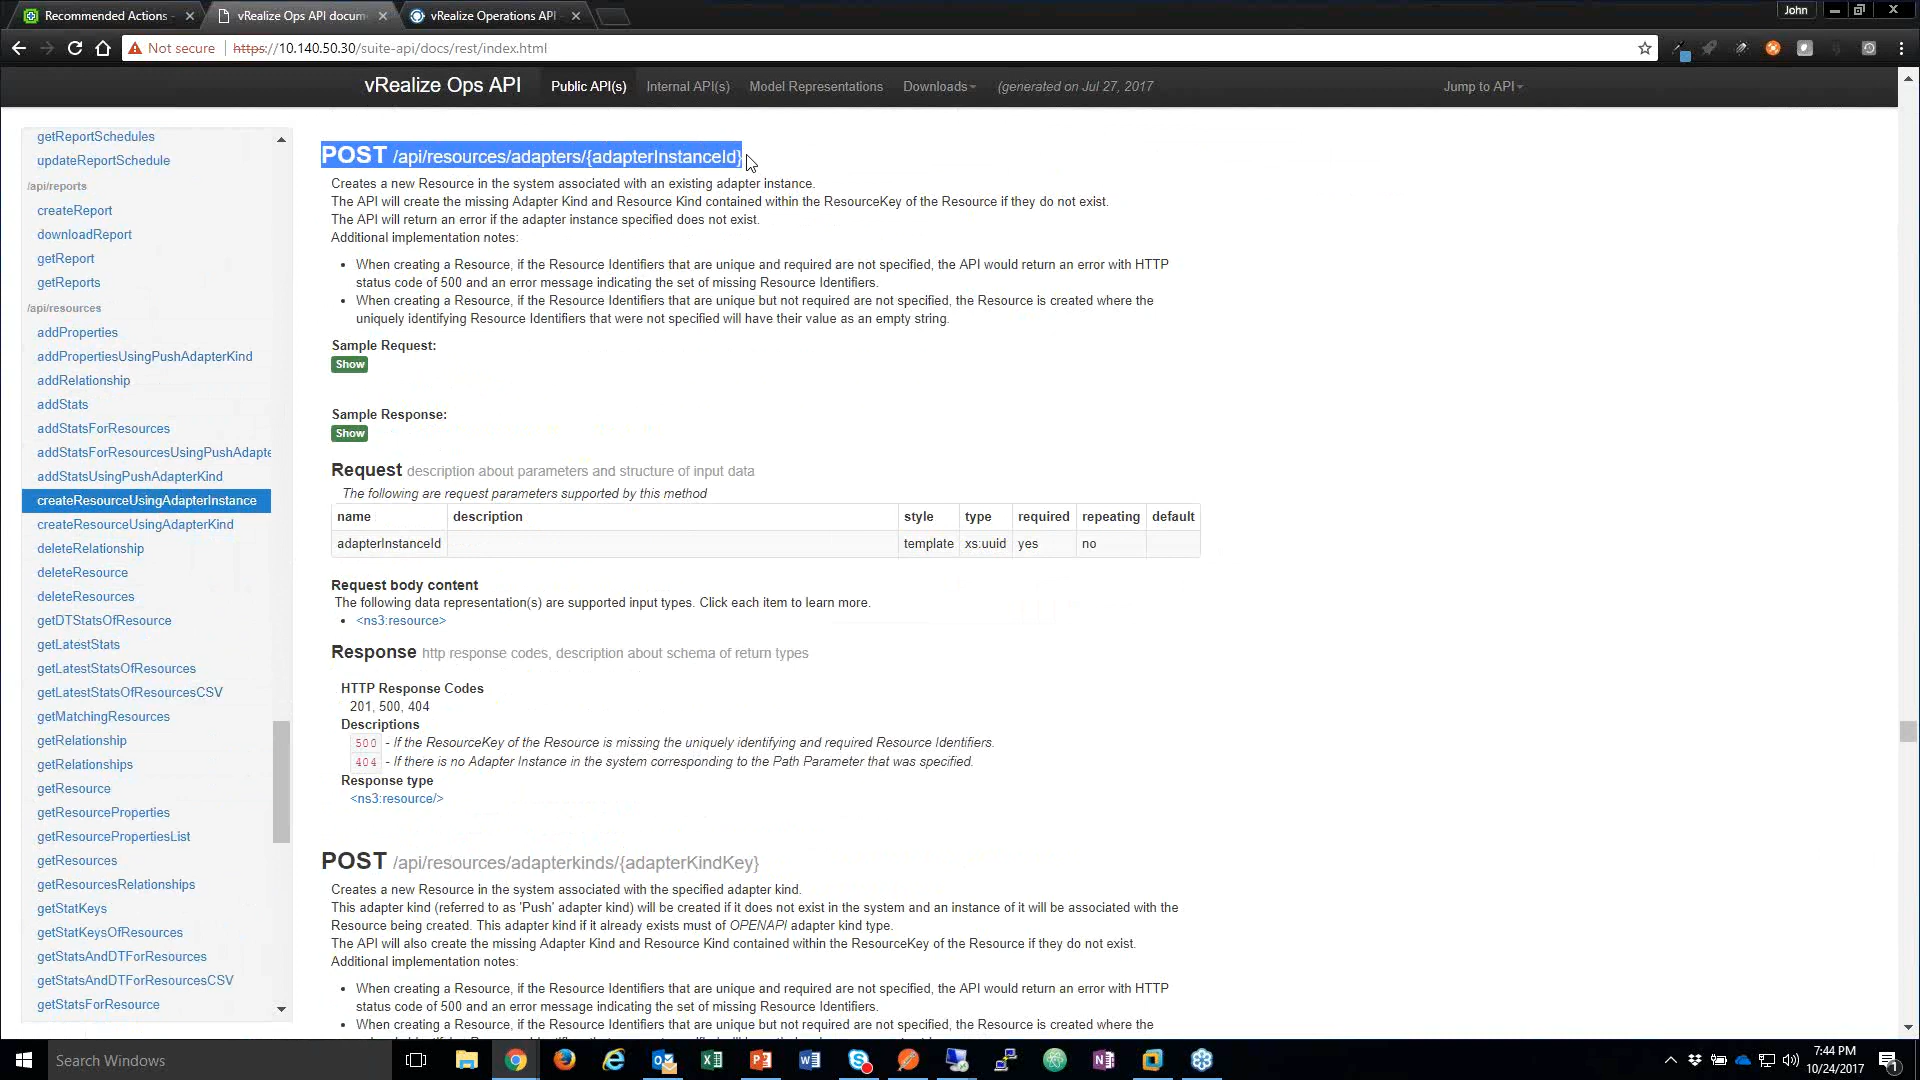 Recommended Actions
vRealize Ops API docum
vRealize Operations API
John
Not secure
https://10.140.50.30/suite-api/docs/rest/index.html
vRealize Ops API
Public API(s)
Internal API(s)
Model Representations
Downloads
(generated on Jul 27, 2017
Jump to API
getReportSchedules
updateReportSchedule
/api/reports
createReport
downloadReport
getReport
getReports
/api/resources
addProperties
addPropertiesUsingPushAdapterKind
addRelationship
addStats
addStatsForResources
addStatsForResourcesUsingPushAdapte
addStatsUsingPushAdapterKind
createResourceUsingAdapterInstance
createResourceUsingAdapterKind
deleteRelationship
deleteResource
deleteResources
getDTStatsOfResource
getLatestStats
getLatestStatsOfResources
getLatestStatsOfResourcesCSV
getMatchingResources
getRelationship
getRelationships
getResource
getResourceProperties
getResourcePropertiesList
getResources
getResourcesRelationships
getStatKeys
getStatKeysOfResources
getStatsAndDTForResources
getStatsAndDTForResourcesCSV
getStatsForResource
POST /api/resources/adapters/{adapterInstanceId}
Creates a new Resource in the system associated with an existing adapter instance.
The API will create the missing Adapter Kind and Resource Kind contained within the ResourceKey of the Resource if they do not exist.
The API will return an error if the adapter instance specified does not exist.
Additional implementation notes:
• When creating a Resource, if the Resource Identifiers that are unique and required are not specified, the API would return an error with HTTP
status code of 500 and an error message indicating the set of missing Resource Identifiers.
• When creating a Resource, if the Resource Identifiers that are unique but not required are not specified, the Resource is created where the
uniquely identifying Resource Identifiers that were not specified will have their value as an empty string.
Sample Request:
Show
Sample Response:
Show
Request description about parameters and structure of input data
The following are request parameters supported by this method
name description style type required repeating default
adapterInstanceId template xs:uuid yes no
Request body content
The following data representation(s) are supported input types. Click each item to learn more.
• <ns3:resource>
Response http response codes, description about schema of return types
HTTP Response Codes
201, 500, 404
Descriptions
500 - If the ResourceKey of the Resource is missing the uniquely identifying and required Resource Identifiers.
404 - If there is no Adapter Instance in the system corresponding to the Path Parameter that was specified.
Response type
<ns3:resource/>
POST /api/resources/adapterkinds/{adapterKindKey}
Creates a new Resource in the system associated with the specified adapter kind.
This adapter kind (referred to as 'Push' adapter kind) will be created if it does not exist in the system and an instance of it will be associated with the
Resource being created. This adapter kind if it already exists must of OPENAPI adapter kind type.
The API will also create the missing Adapter Kind and Resource Kind contained within the ResourceKey of the Resource if they do not exist.
Additional implementation notes:
• When creating a Resource, if the Resource Identifiers that are unique and required are not specified, the API would return an error with HTTP
status code of 500 and an error message indicating the set of missing Resource Identifiers.
• When creating a Resource, if the Resource Identifiers that are unique but not required are not specified, the Resource is created where the
Search Windows
7:44 PM
10/24/2017